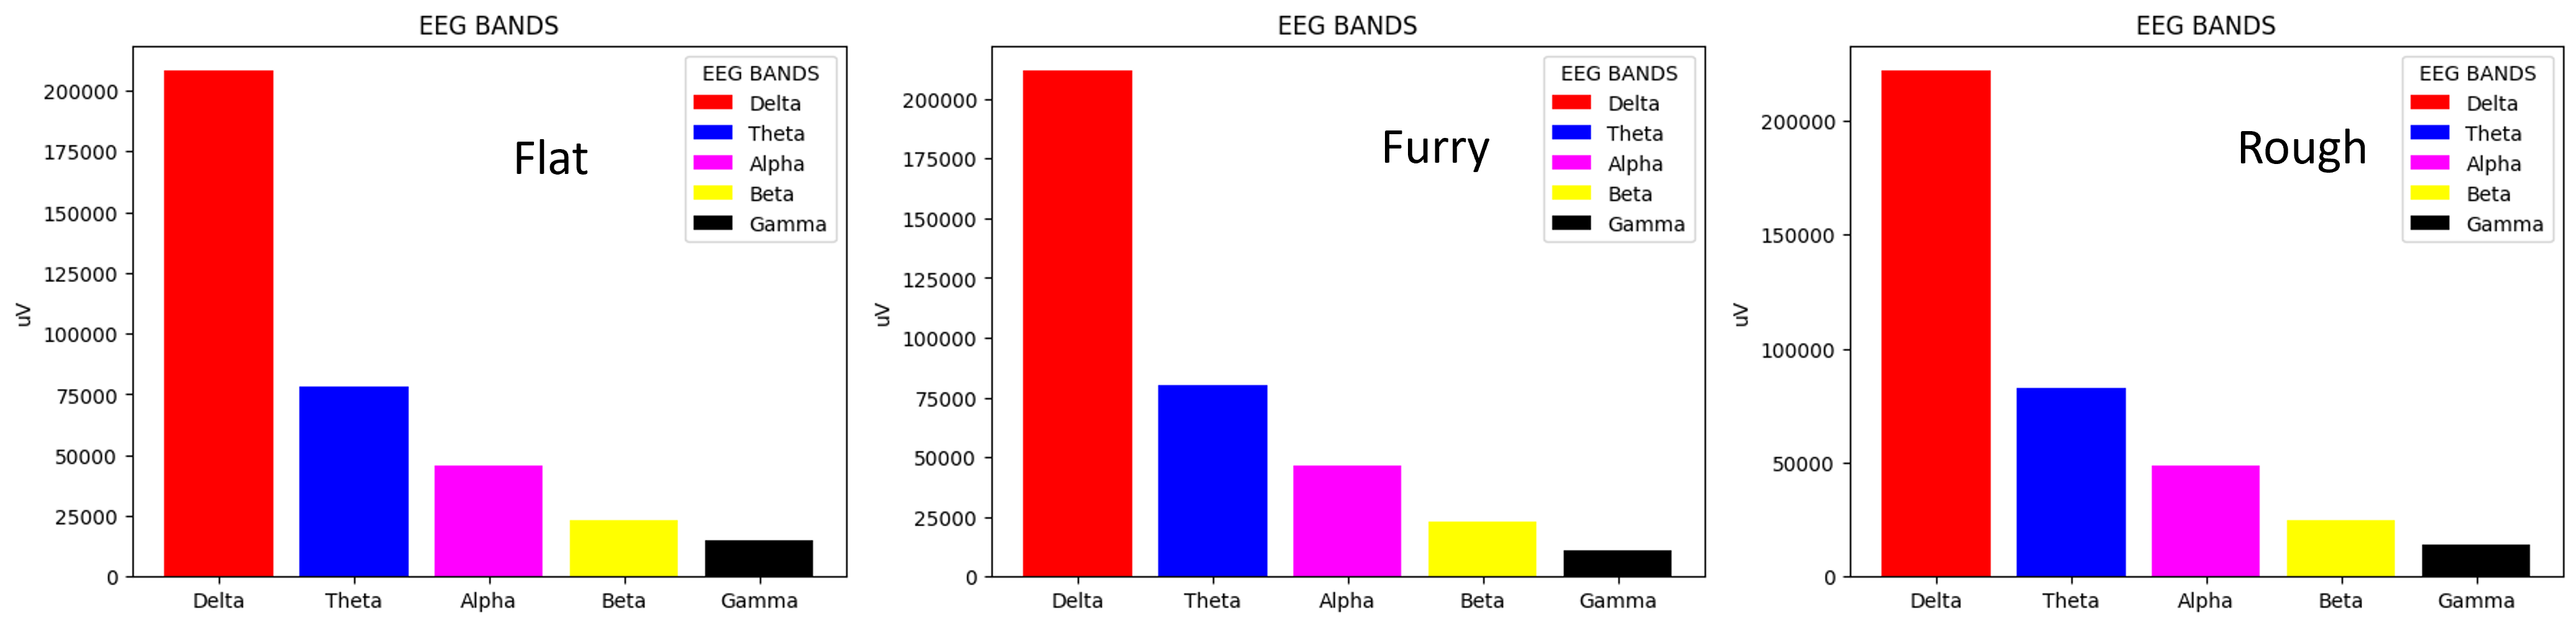 EEG BANDS
200000
175000
150000
125000
100000
75000
50000
25000
0
uV
Flat
EEG BANDS
Delta
Theta
Alpha
Beta
Gamma
Delta Theta Alpha Beta Gamma
EEG BANDS
200000
175000
150000
125000
100000
75000
50000
25000
0
uV
Furry
EEG BANDS
Delta
Theta
Alpha
Beta
Gamma
Delta Theta Alpha Beta Gamma
EEG BANDS
200000
150000
100000
50000
0
uV
Rough
EEG BANDS
Delta
Theta
Alpha
Beta
Gamma
Delta Theta Alpha Beta Gamma